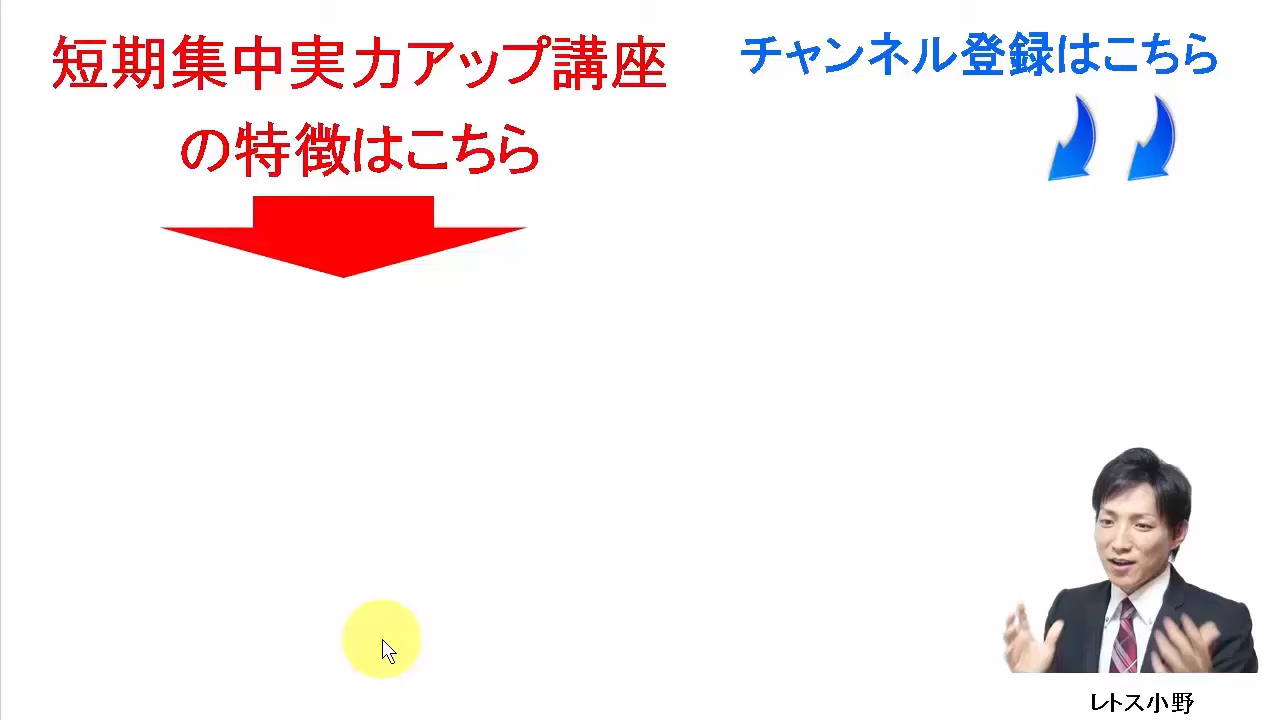 短期集中実力アップ講座
の特徴はこちら
チャンネル登録はこちら
レトス小野